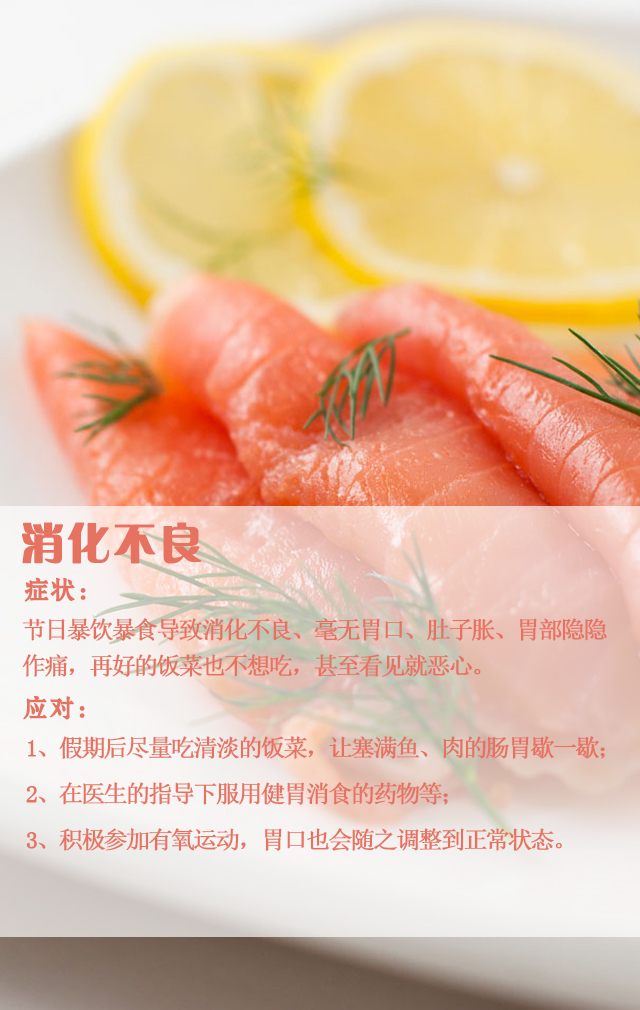 消化不良
症状：
节日暴饮暴食导致消化不良、毫无胃口、肚子胀、胃部隐隐
作痛，再好的饭菜也不想吃，甚至看见就恶心。
应对：
1、假期后尽量吃清淡的饭菜，让塞满鱼、肉的肠胃歇一歇；
2、在医生的指导下服用健胃消食的药物等；
3、积极参加有氧运动，胃口也会随之调整到正常状态。